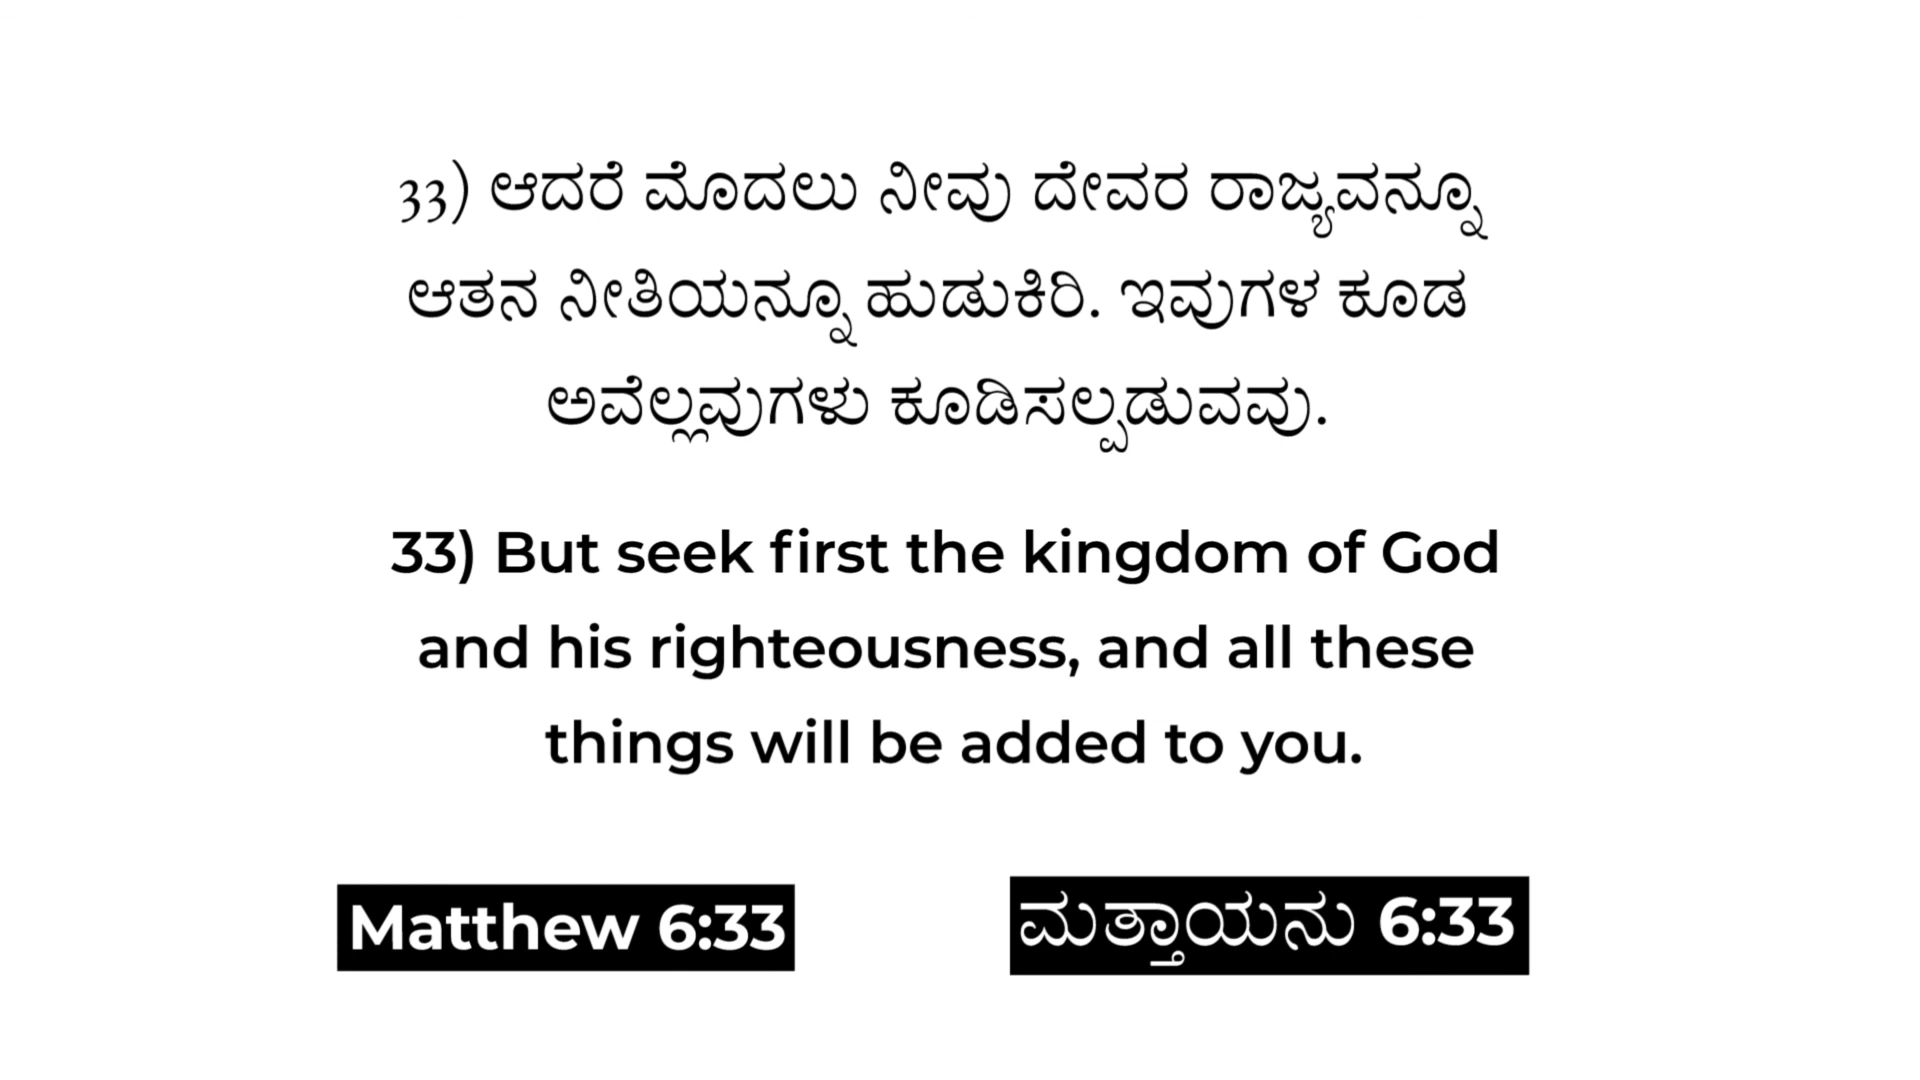 33) ಆದರೆ ಮೊದಲು ನೀವು ದೇವರ ರಾಜ್ಯವನ್ನೂ
ಆತನ ನೀತಿಯನ್ನೂ ಹುಡುಕಿರಿ. ಇವುಗಳ ಕೂಡ
ಅವೆಲ್ಲವುಗಳು ಕೂಡಿಸಲ್ಪಡುವವು.
33) But seek first the kingdom of God
and his righteousness, and all these
things will be added to you.
Matthew 6:33
ಮತ್ತಾಯನು 6:33